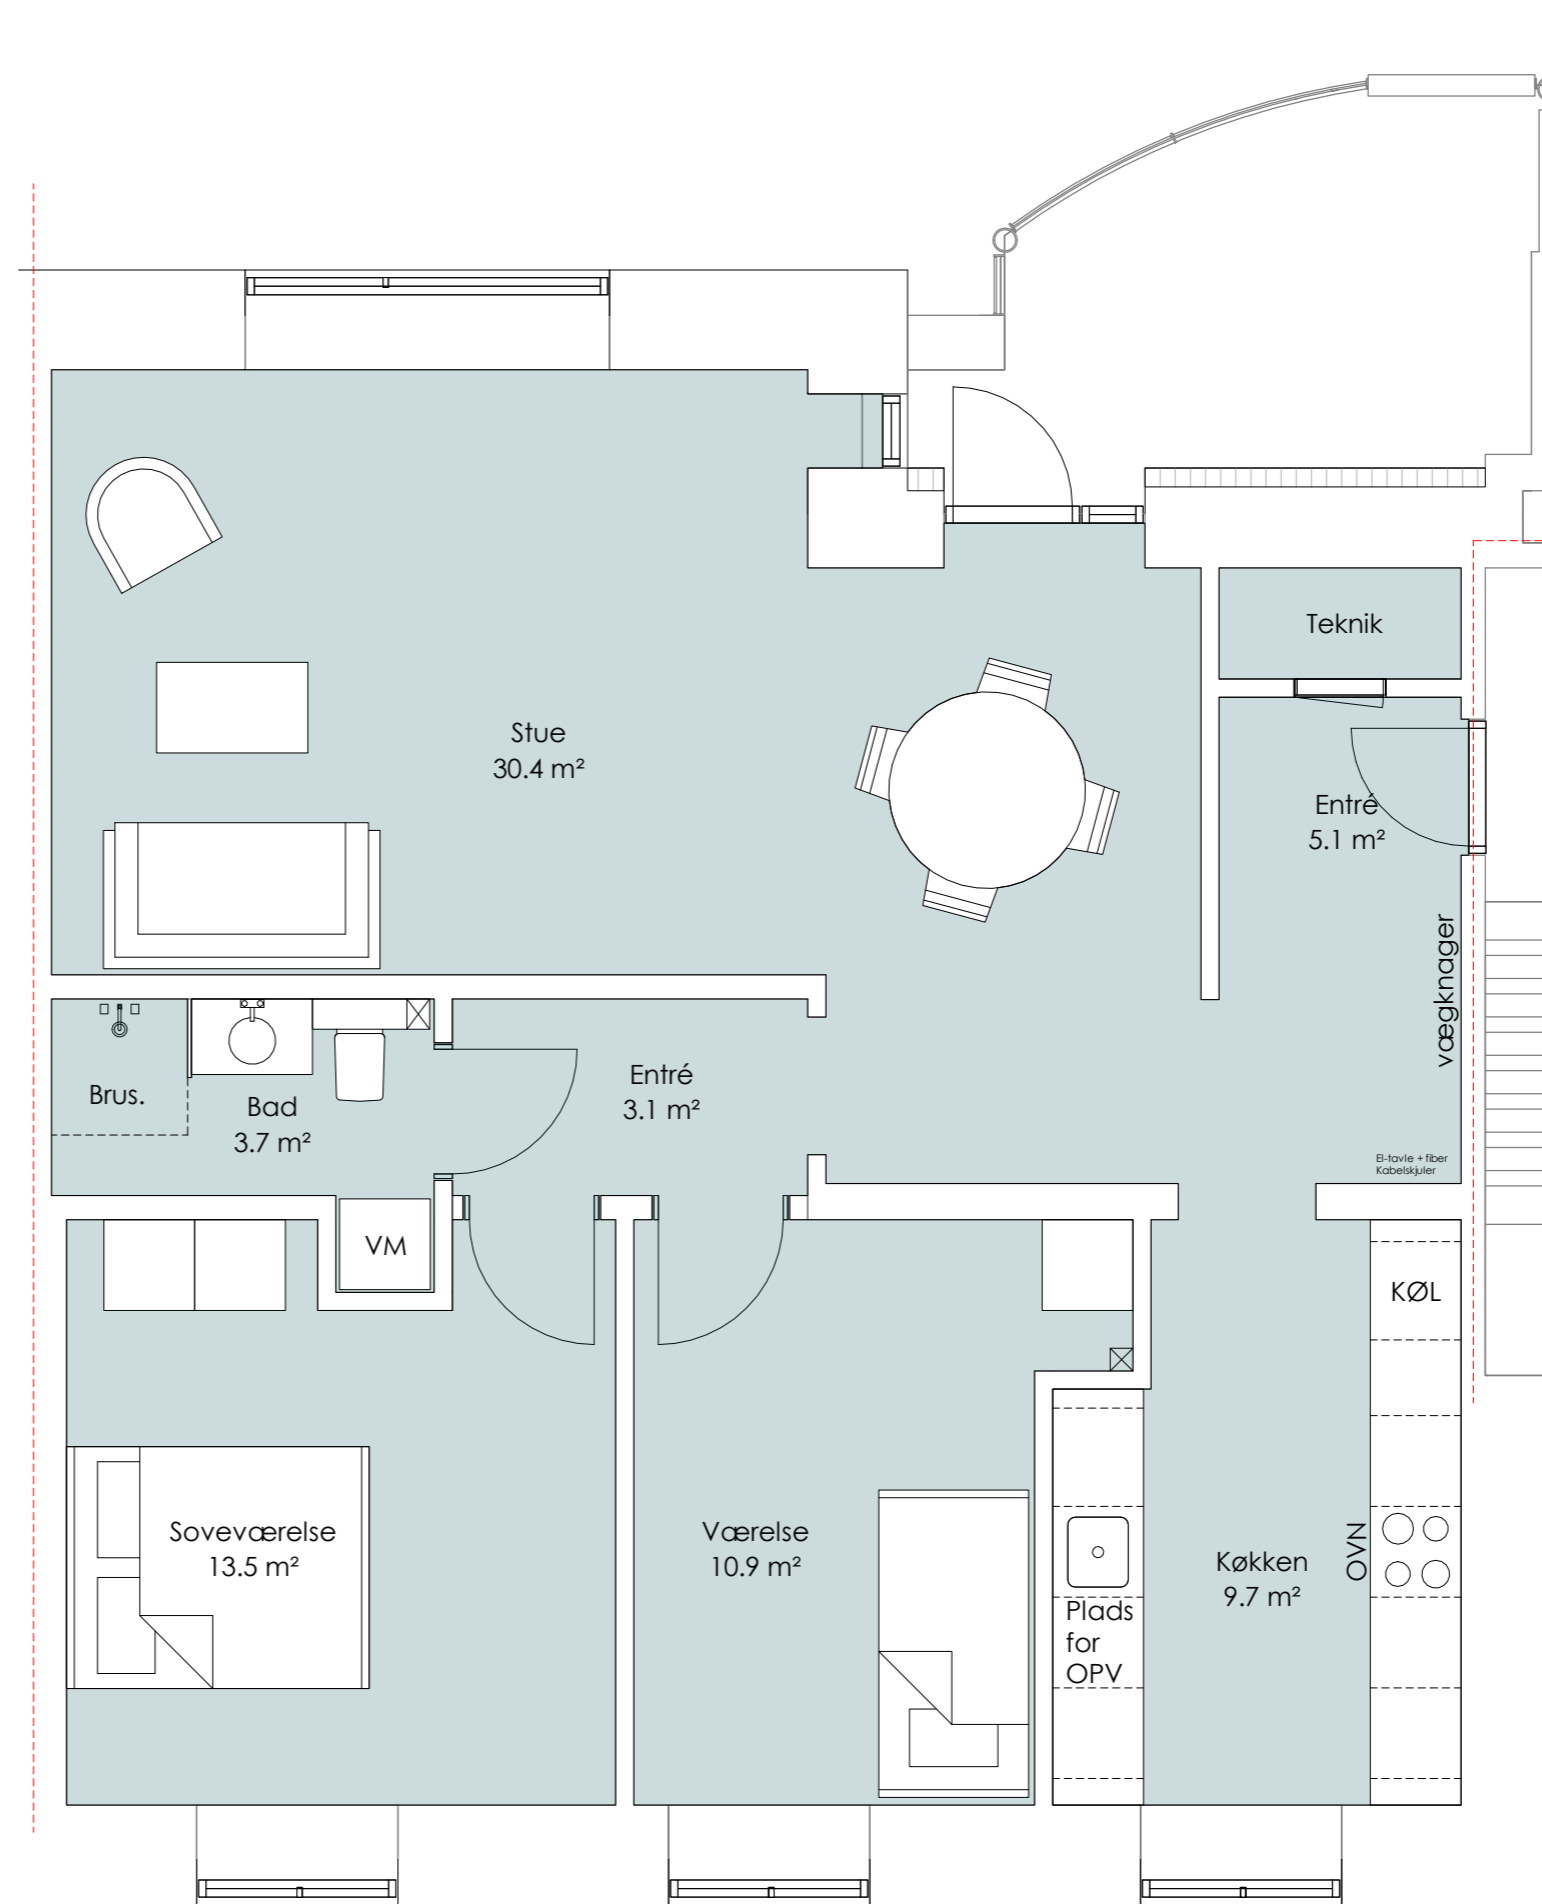 Teknik
Stue
30.4 m²
Entré
5.1 m²
vægknager
Entré
3.1 m²
Brus.
Bad
3.7 m²
El-tavle + fiber
Kabelskjuler
VM
KØL
Soveværelse
13.5 m²
Værelse
10.9 m²
OVN
Køkken
9.7 m²
Plads
for
OPV